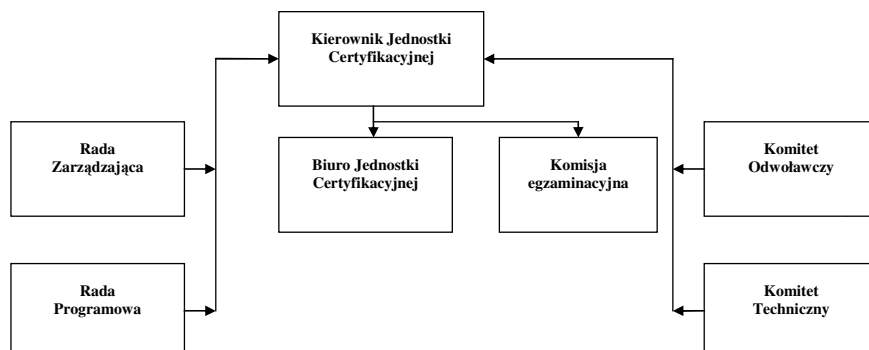 Kierownik Jednostki
Certyfikacyjnej
Rada
Zarządzająca
Biuro Jednostki
Certyfikacyjnej
Komisja
egzaminacyjna
Komitet
Odwoławczy
Rada
Programowa
Komitet
Techniczny